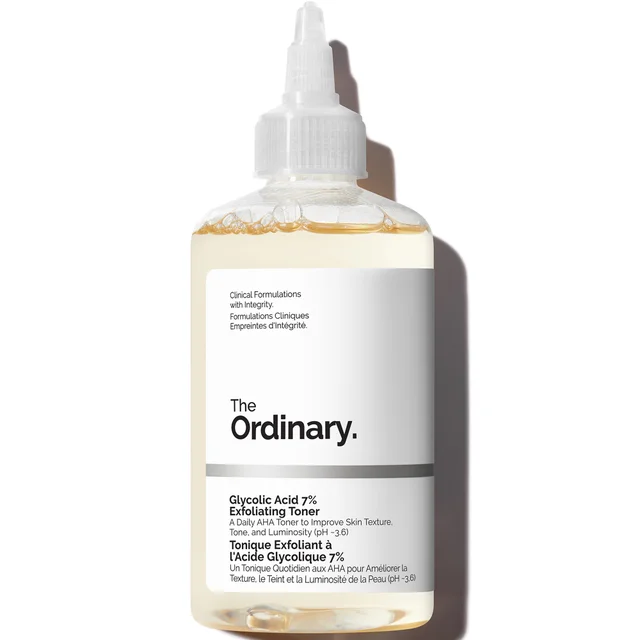 Clinical Formulations
with Integrity.
Formulations Cliniques
Empreintes d'Intégrité.
The
Ordinary.
Glycolic Acid 7%
Exfoliating Toner
A Daily AHA Toner to Improve Skin Texture,
Tone, and Luminosity (pH ~3.6)
Tonique Exfoliant à
l'Acide Glycolique 7%
Un Tonique Quotidien aux AHA pour Améliorer la
Texture, le Teint et la Luminosité de la Peau (pH ~3,6)